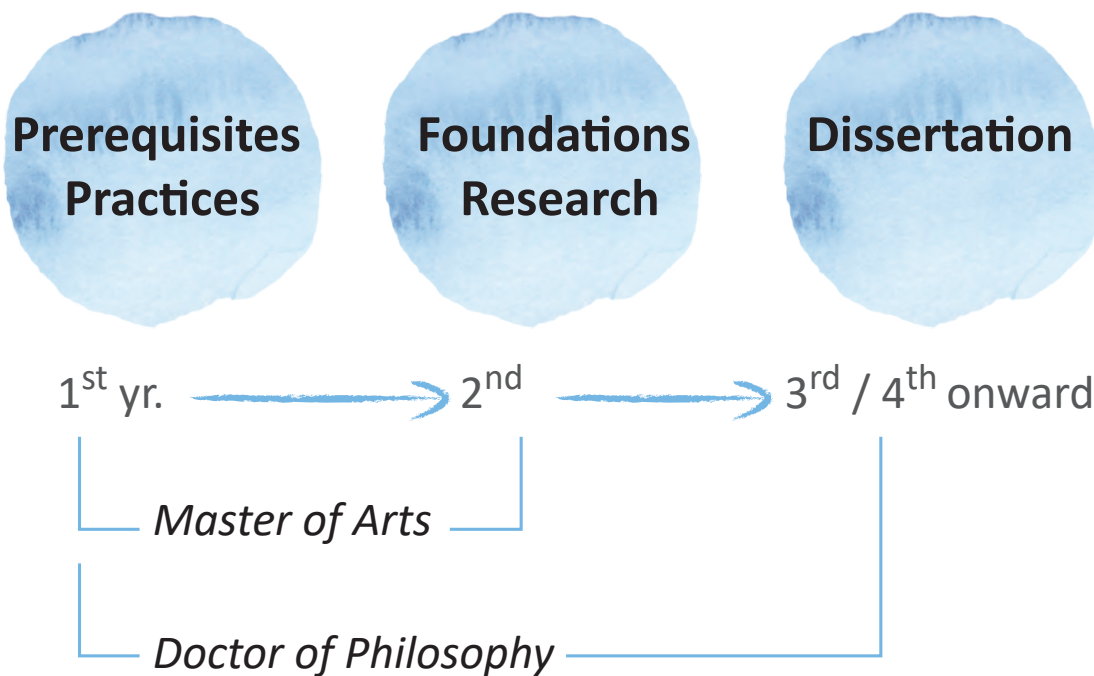 Prerequisites
Practices
Foundations
Research
Dissertation
1st yr.
2nd
3rd / 4th onward
Master of Arts
Doctor of Philosophy